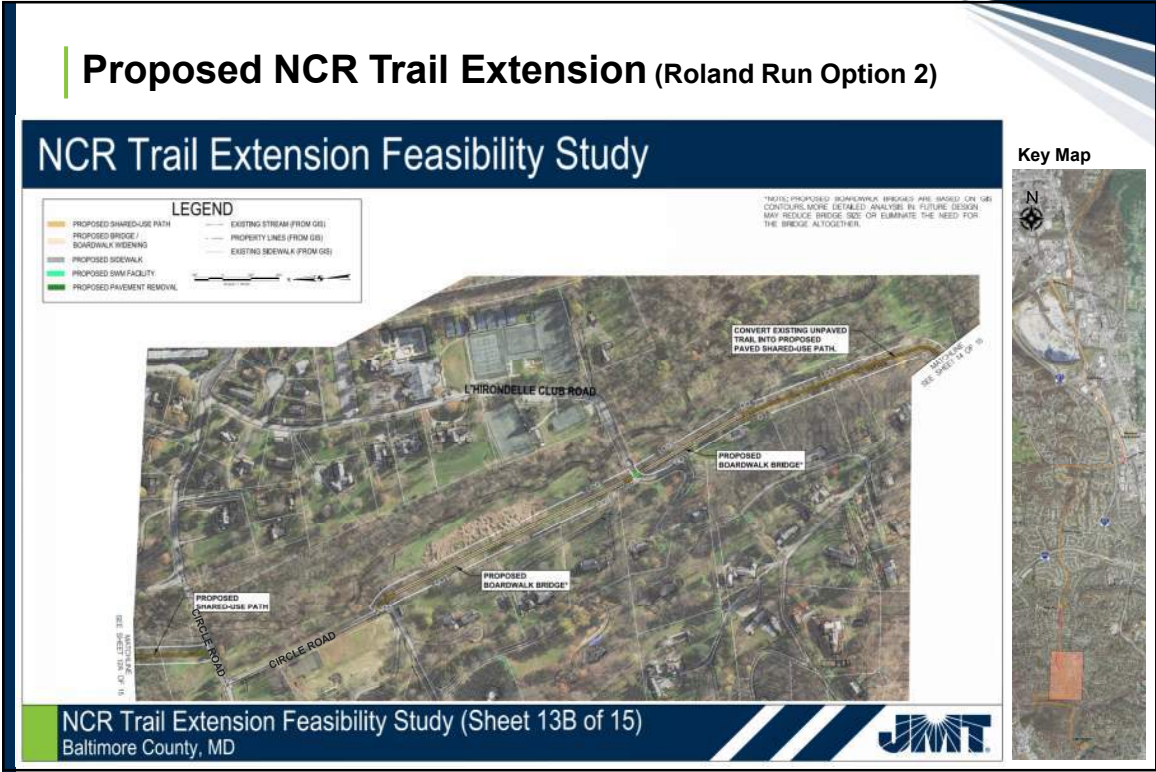 Proposed NCR Trail Extension (Roland Run Option 2)
NCR Trail Extension Feasibility Study
Key Map
N
LEGEND
PROPOSED SHARED-USE PATH
PROPOSED BRIDGE /
BOARDWALK WIDENING
PROPOSED SIDEWALK
PROPOSED SWM FACILITY
PROPOSED PAVEMENT REMOVAL
EXISTING STREAM (FROM GIS)
PROPERTY LINES (FROM GIS)
EXISTING SIDEWALK (FROM GIS)
*NOTE: PROPOSED BOARDWALK BRIDGES ARE BASED ON GIS
CONTOURS, MORE DETAILED ANALYSIS IN FUTURE DESIGN
MAY REDUCE BRIDGE SIZE OR ELIMINATE THE NEED FOR
THE BRIDGE ALTOGETHER.
CONVERT EXISTING UNPAVED
TRAIL INTO PROPOSED
PAVED SHARED-USE PATH.
MATCHLINE
SEE SHEET 14 OF 15
L'HIRONDELLE CLUB ROAD
PROPOSED
BOARDWALK BRIDGE*
PROPOSED
BOARDWALK BRIDGE*
PROPOSED
SHARED-USE PATH
CIRCLE ROAD
CIRCLE ROAD
MATCHLINE
SEE SHEET 12A OF 15
NCR Trail Extension Feasibility Study (Sheet 13B of 15)
Baltimore County, MD
JMT